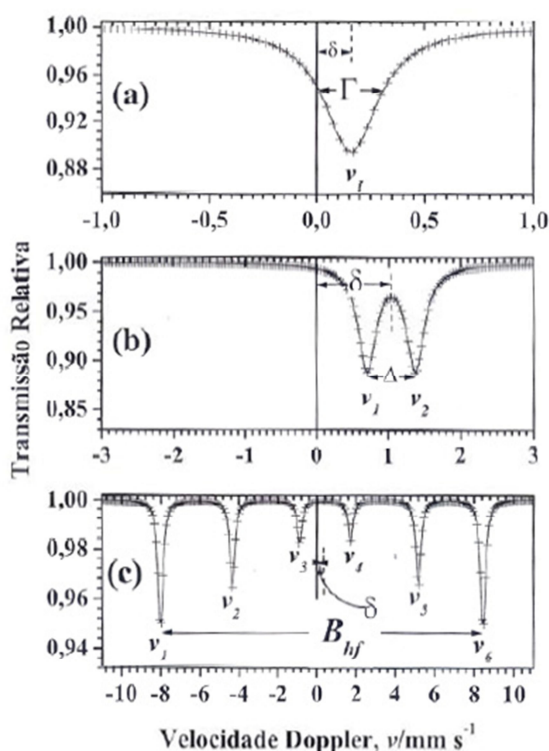 Transmissão Relativa
1,00
0,96
0,92
0,88
(a)
δ
Γ
v₁
-1,0 -0,5 0,0 0,5 1,0
1,00
0,95
0,90
0,85
(b)
δ
Δ
v₁ v₂
-3 -2 -1 0 1 2 3
1,00
0,98
0,96
0,94
(c)
v₃ v₄
v₂ δ v₅
v₁ B_hf v₆
-10 -8 -6 -4 -2 0 2 4 6 8 10
Velocidade Doppler, v/mm s⁻¹